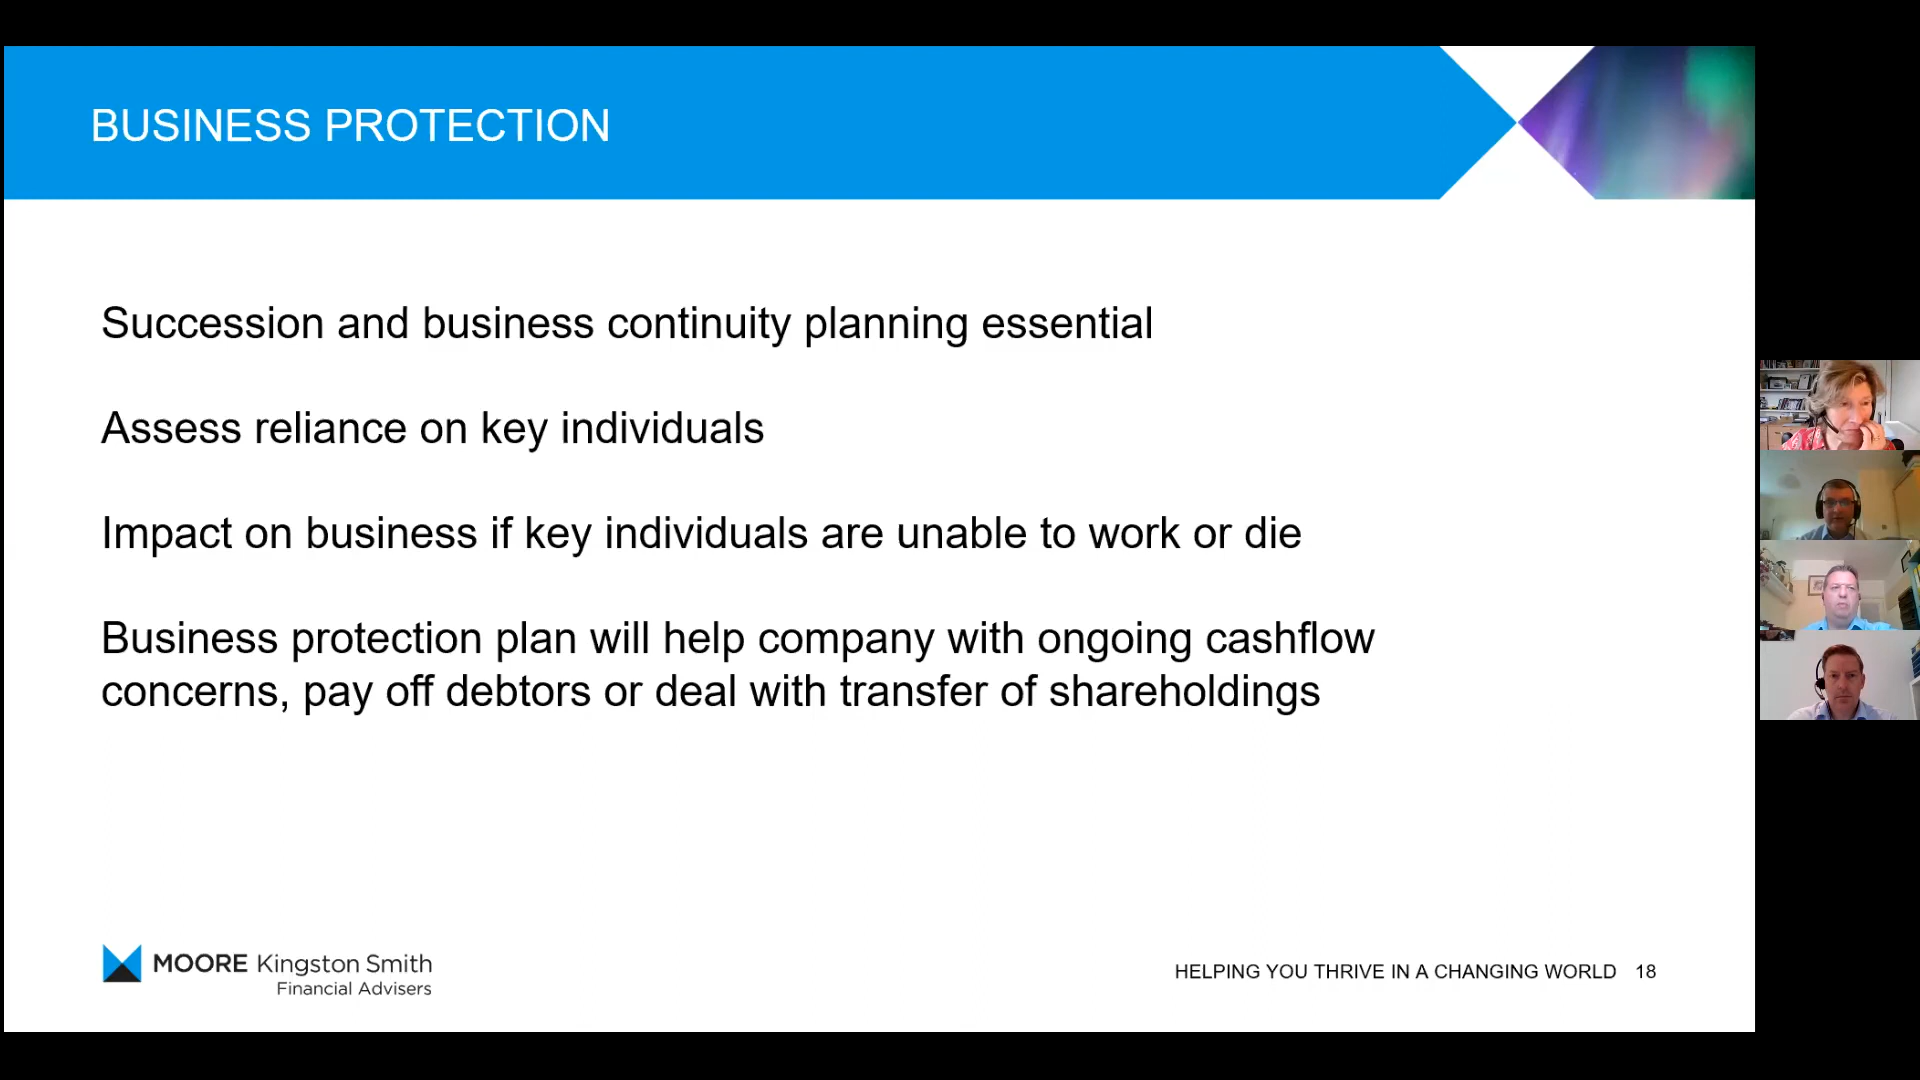 BUSINESS PROTECTION
Succession and business continuity planning essential
Assess reliance on key individuals
Impact on business if key individuals are unable to work or die
Business protection plan will help company with ongoing cashflow
concerns, pay off debtors or deal with transfer of shareholdings
MOORE Kingston Smith
Financial Advisers
HELPING YOU THRIVE IN A CHANGING WORLD 18